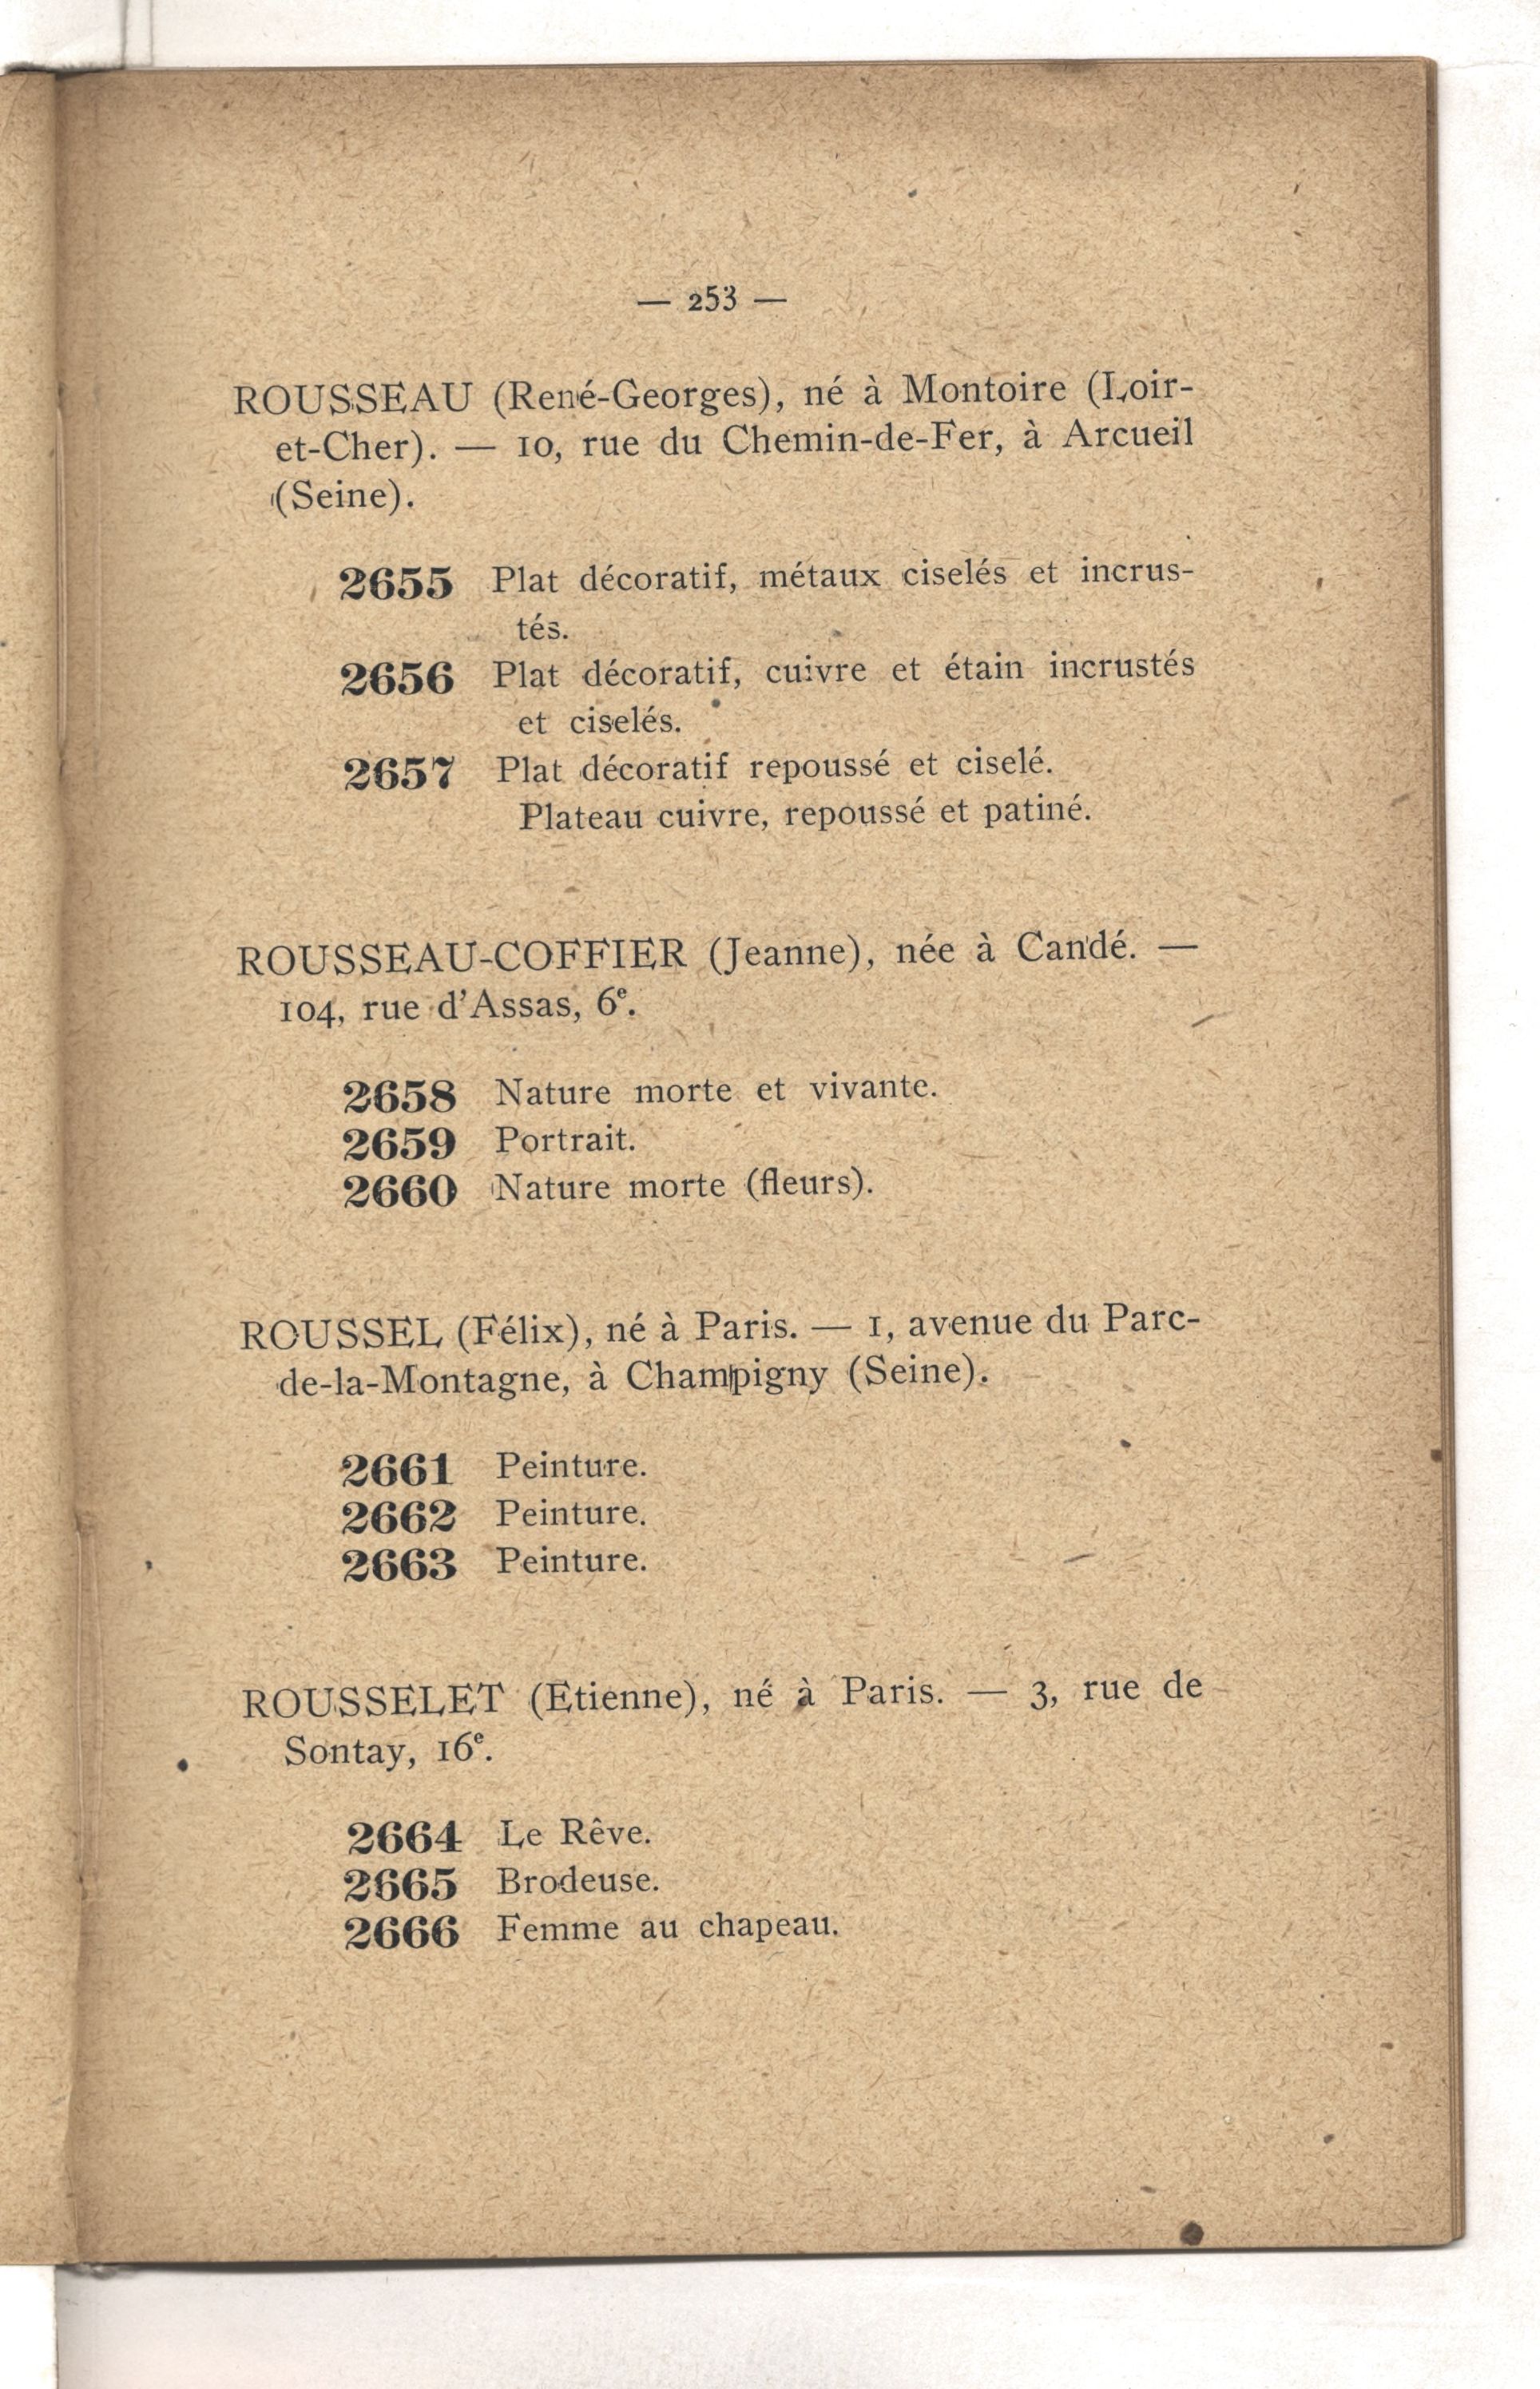 — 253 —
ROUSSEAU (René-Georges), né à Montoire (Loir-
et-Cher). — 10, rue du Chemin-de-Fer, à Arcueil
(Seine).
2655 Plat décoratif, métaux ciselés et incrus-
tés.
2656 Plat décoratif, cuivre et étain incrustés
et ciselés.
2657 Plat décoratif repoussé et ciselé.
Plateau cuivre, repoussé et patiné.
ROUSSEAU-COFFIER (Jeanne), née à Candé. —
104, rue d'Assas, 6e.
2658 Nature morte et vivante.
2659 Portrait.
2660 Nature morte (fleurs).
ROUSSEL (Félix), né à Paris. — 1, avenue du Parc-
de-la-Montagne, à Champigny (Seine).
2661 Peinture.
2662 Peinture.
2663 Peinture.
ROUSSELET (Etienne), né à Paris. — 3, rue de
Sontay, 16e.
2664 Le Rêve.
2665 Brodeuse.
2666 Femme au chapeau.